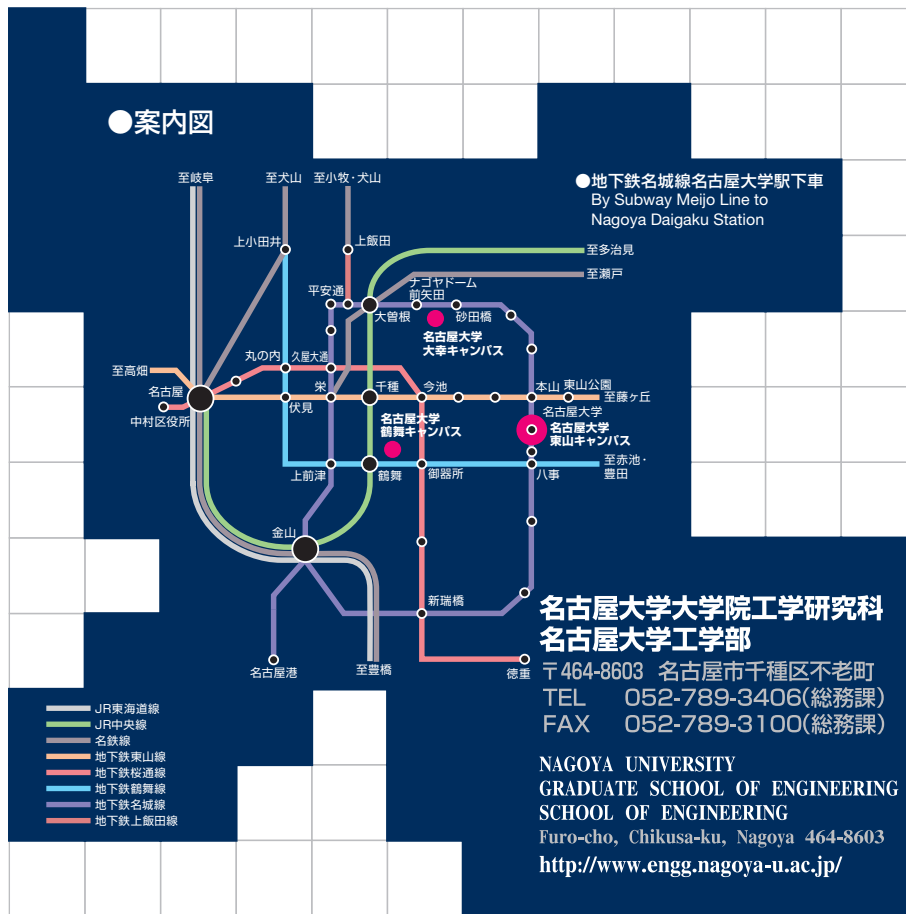 ●案内図
至岐阜
至犬山
至小牧・犬山
●地下鉄名城線名古屋大学駅下車
By Subway Meijo Line to
Nagoya Daigaku Station
上小田井
上飯田
至多治見
至瀬戸
平安通
ナゴヤドーム
前矢田
大曽根
砂田橋
名古屋大学
大幸キャンパス
丸の内
久屋大通
至高畑
名古屋
栄
千種
今池
本山
東山公園
至藤ヶ丘
中村区役所
伏見
名古屋大学
名古屋大学
鶴舞キャンパス
名古屋大学
東山キャンパス
上前津
鶴舞
御器所
八事
至赤池・
豊田
金山
新瑞橋
名古屋港
至豊橋
徳重
JR東海道線
JR中央線
名鉄線
地下鉄東山線
地下鉄桜通線
地下鉄鶴舞線
地下鉄名城線
地下鉄上飯田線
名古屋大学大学院工学研究科
名古屋大学工学部
〒464-8603 名古屋市千種区不老町
TEL 052-789-3406(総務課)
FAX 052-789-3100(総務課)
NAGOYA UNIVERSITY
GRADUATE SCHOOL OF ENGINEERING
SCHOOL OF ENGINEERING
Furo-cho, Chikusa-ku, Nagoya 464-8603
http://www.engg.nagoya-u.ac.jp/